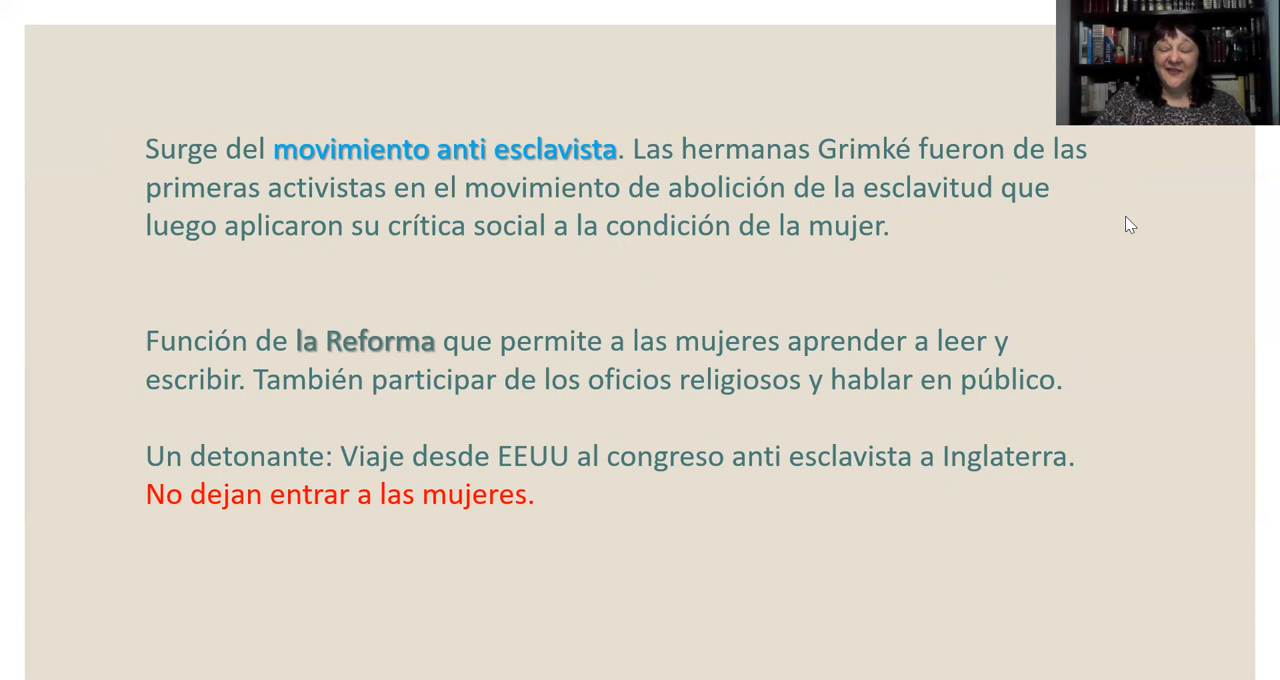 Surge del movimiento anti esclavista. Las hermanas Grimké fueron de las
primeras activistas en el movimiento de abolición de la esclavitud que
luego aplicaron su crítica social a la condición de la mujer.
Función de la Reforma que permite a las mujeres aprender a leer y
escribir. También participar de los oficios religiosos y hablar en público.
Un detonante: Viaje desde EEUU al congreso anti esclavista a Inglaterra.
No dejan entrar a las mujeres.